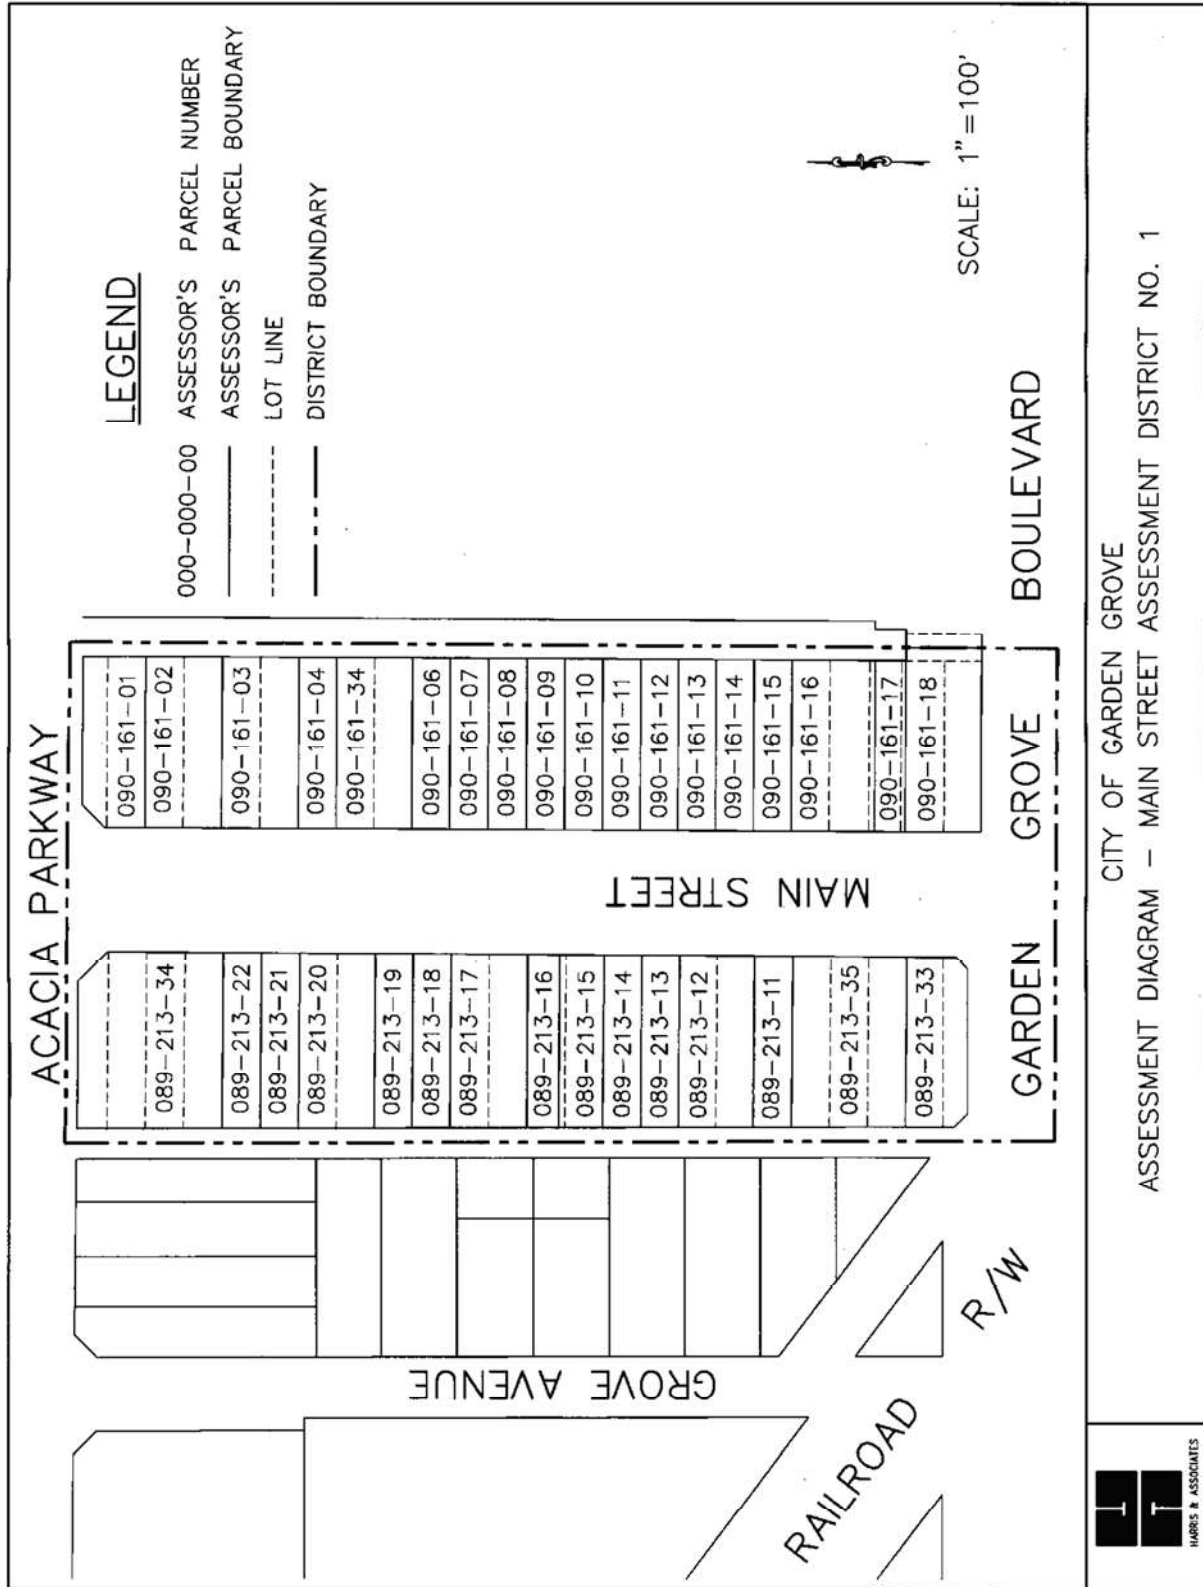 ACACIA PARKWAY
LEGEND
000-000-00 ASSESSOR'S PARCEL NUMBER
ASSESSOR'S PARCEL BOUNDARY
LOT LINE
DISTRICT BOUNDARY
089-213-34
089-213-22
089-213-21
089-213-20
089-213-19
089-213-18
089-213-17
089-213-16
089-213-15
089-213-14
089-213-13
089-213-12
089-213-11
089-213-35
089-213-33
MAIN STREET
090-161-01
090-161-02
090-161-03
090-161-04
090-161-34
090-161-06
090-161-07
090-161-08
090-161-09
090-161-10
090-161-11
090-161-12
090-161-13
090-161-14
090-161-15
090-161-16
090-161-17
090-161-18
GROVE AVENUE
RAILROAD R/W
GARDEN GROVE BOULEVARD
SCALE: 1"=100'
CITY OF GARDEN GROVE
ASSESSMENT DIAGRAM - MAIN STREET ASSESSMENT DISTRICT NO. 1
HARRIS & ASSOCIATES